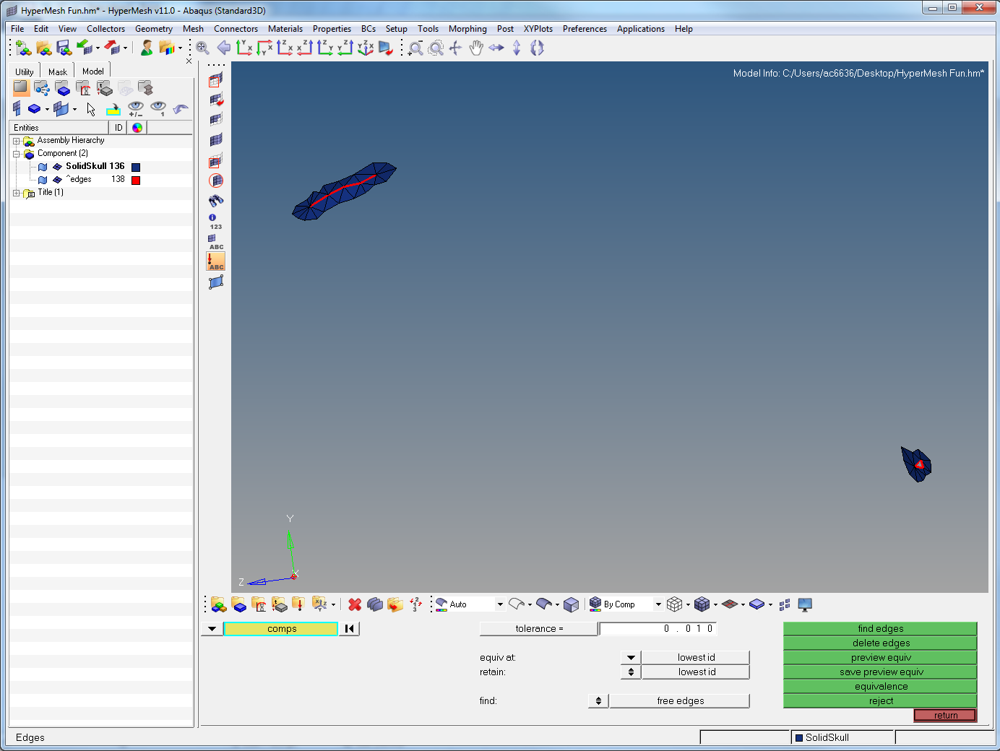 HyperMesh Fun.hm* - HyperMesh v11.0 - Abaqus (Standard3D)
File Edit View Collectors Geometry Mesh Connectors Materials Properties BCs Setup Tools Morphing Post XYPlots Preferences Applications Help
Utility Mask Model
Entities ID
Assembly Hierarchy
Component (2)
SolidSkull 136
^edges 138
Title (1)
123
ABC
ABC
Model Info: C:/Users/ac6636/Desktop/HyperMesh Fun.hm*
Y
Z
X
Auto
By Comp
comps
tolerance = 0 . 0 1 0
equiv at: lowest id
retain: lowest id
find: free edges
find edges
delete edges
preview equiv
save preview equiv
equivalence
reject
return
Edges
SolidSkull